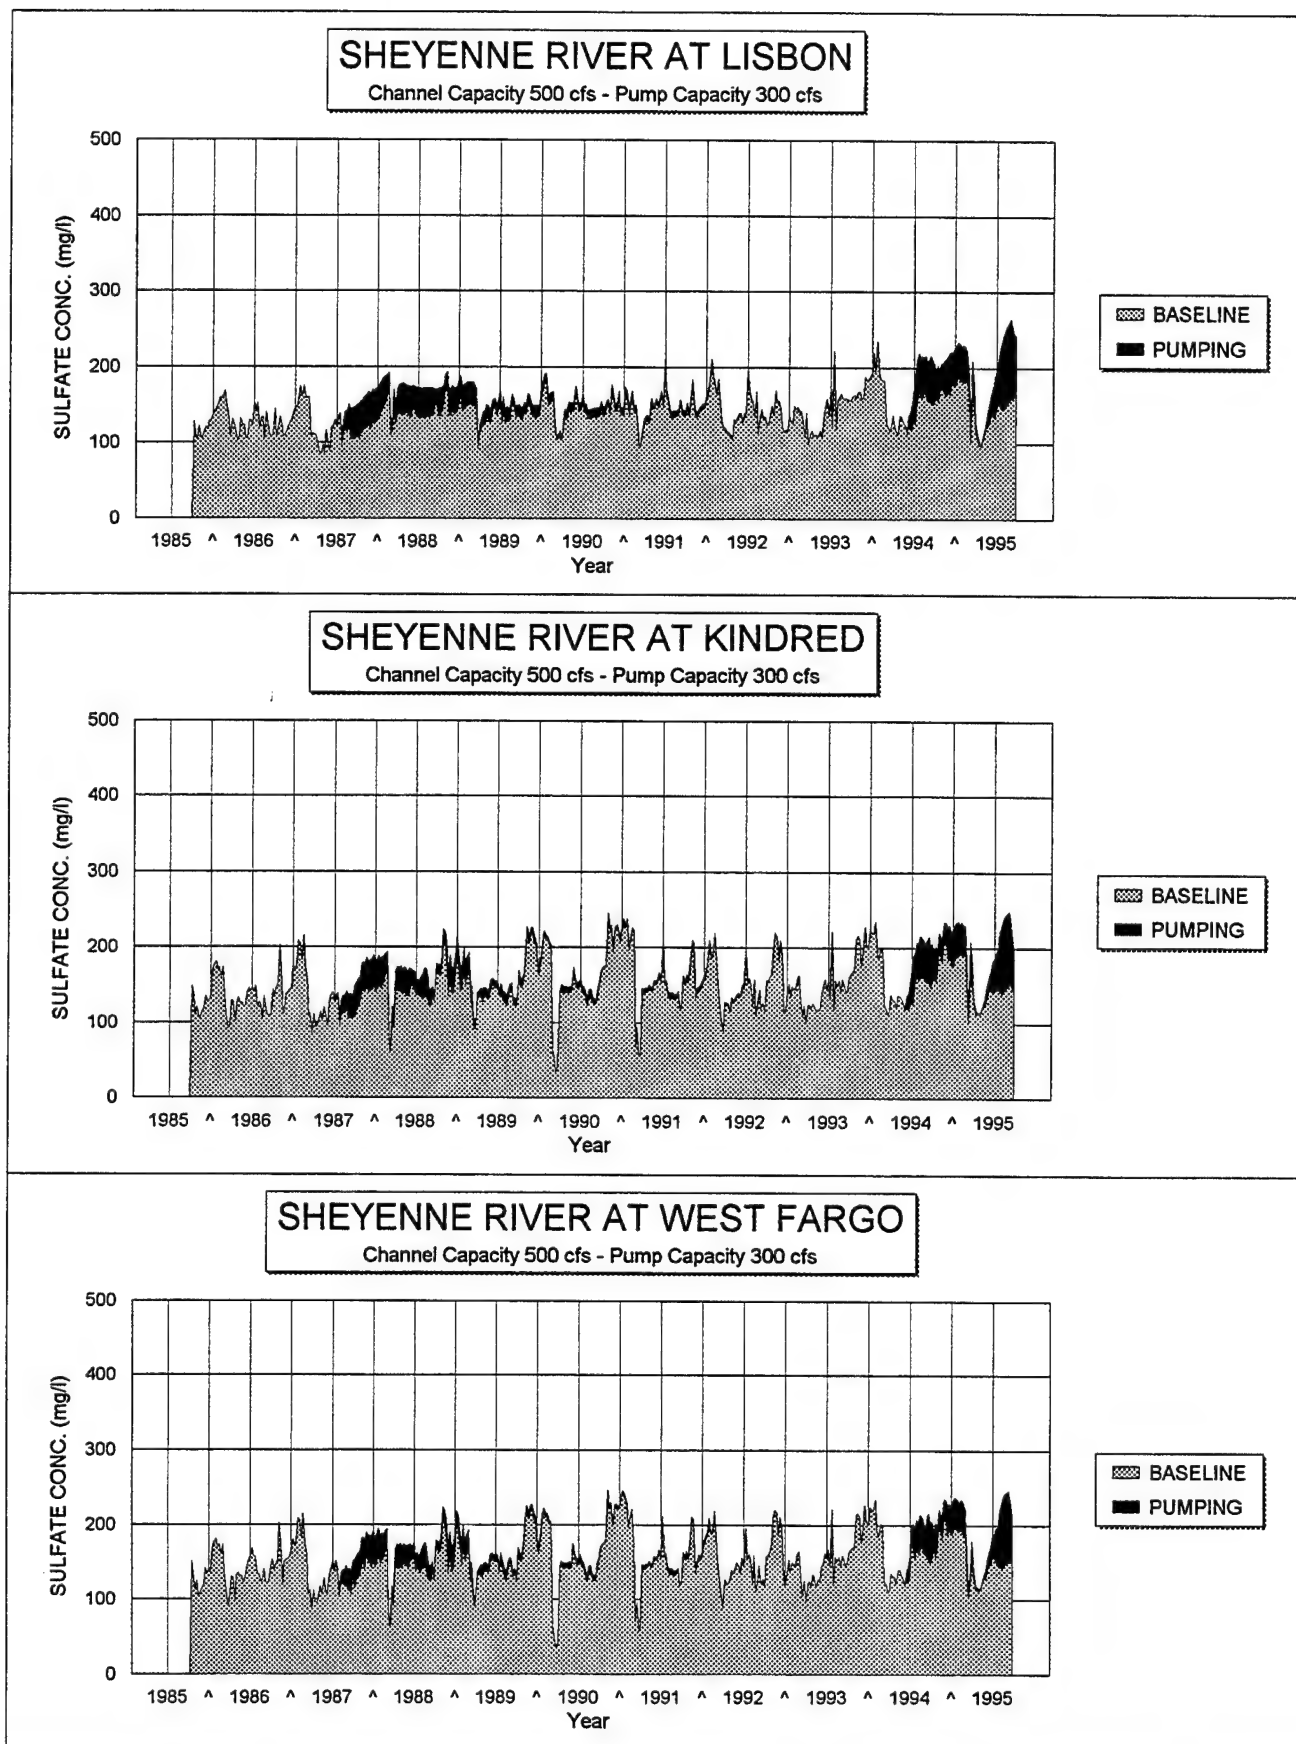 SHEYENNE RIVER AT LISBON
Channel Capacity 500 cfs - Pump Capacity 300 cfs
SULFATE CONC. (mg/l)
500
400
300
200
100
0
1985 ^ 1986 ^ 1987 ^ 1988 ^ 1989 ^ 1990 ^ 1991 ^ 1992 ^ 1993 ^ 1994 ^ 1995
Year
BASELINE
PUMPING
SHEYENNE RIVER AT KINDRED
Channel Capacity 500 cfs - Pump Capacity 300 cfs
SULFATE CONC. (mg/l)
500
400
300
200
100
0
1985 ^ 1986 ^ 1987 ^ 1988 ^ 1989 ^ 1990 ^ 1991 ^ 1992 ^ 1993 ^ 1994 ^ 1995
Year
BASELINE
PUMPING
SHEYENNE RIVER AT WEST FARGO
Channel Capacity 500 cfs - Pump Capacity 300 cfs
SULFATE CONC. (mg/l)
500
400
300
200
100
0
1985 ^ 1986 ^ 1987 ^ 1988 ^ 1989 ^ 1990 ^ 1991 ^ 1992 ^ 1993 ^ 1994 ^ 1995
Year
BASELINE
PUMPING